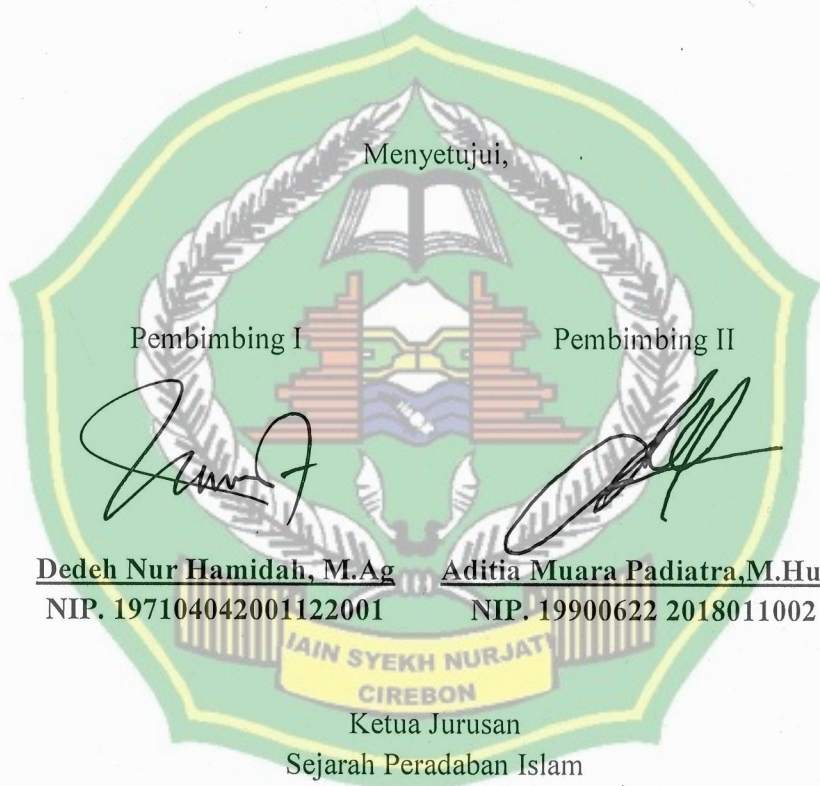 Menyetujui,
Pembimbing I
Pembimbing II
Dedeh Nur Hamidah, M.Ag
NIP. 197104042001122001
Aditia Muara Padiatra,M.Hu
NIP. 19900622 2018011002
IAIN SYEKH NURJATI
CIREBON
Ketua Jurusan
Sejarah Peradaban Islam